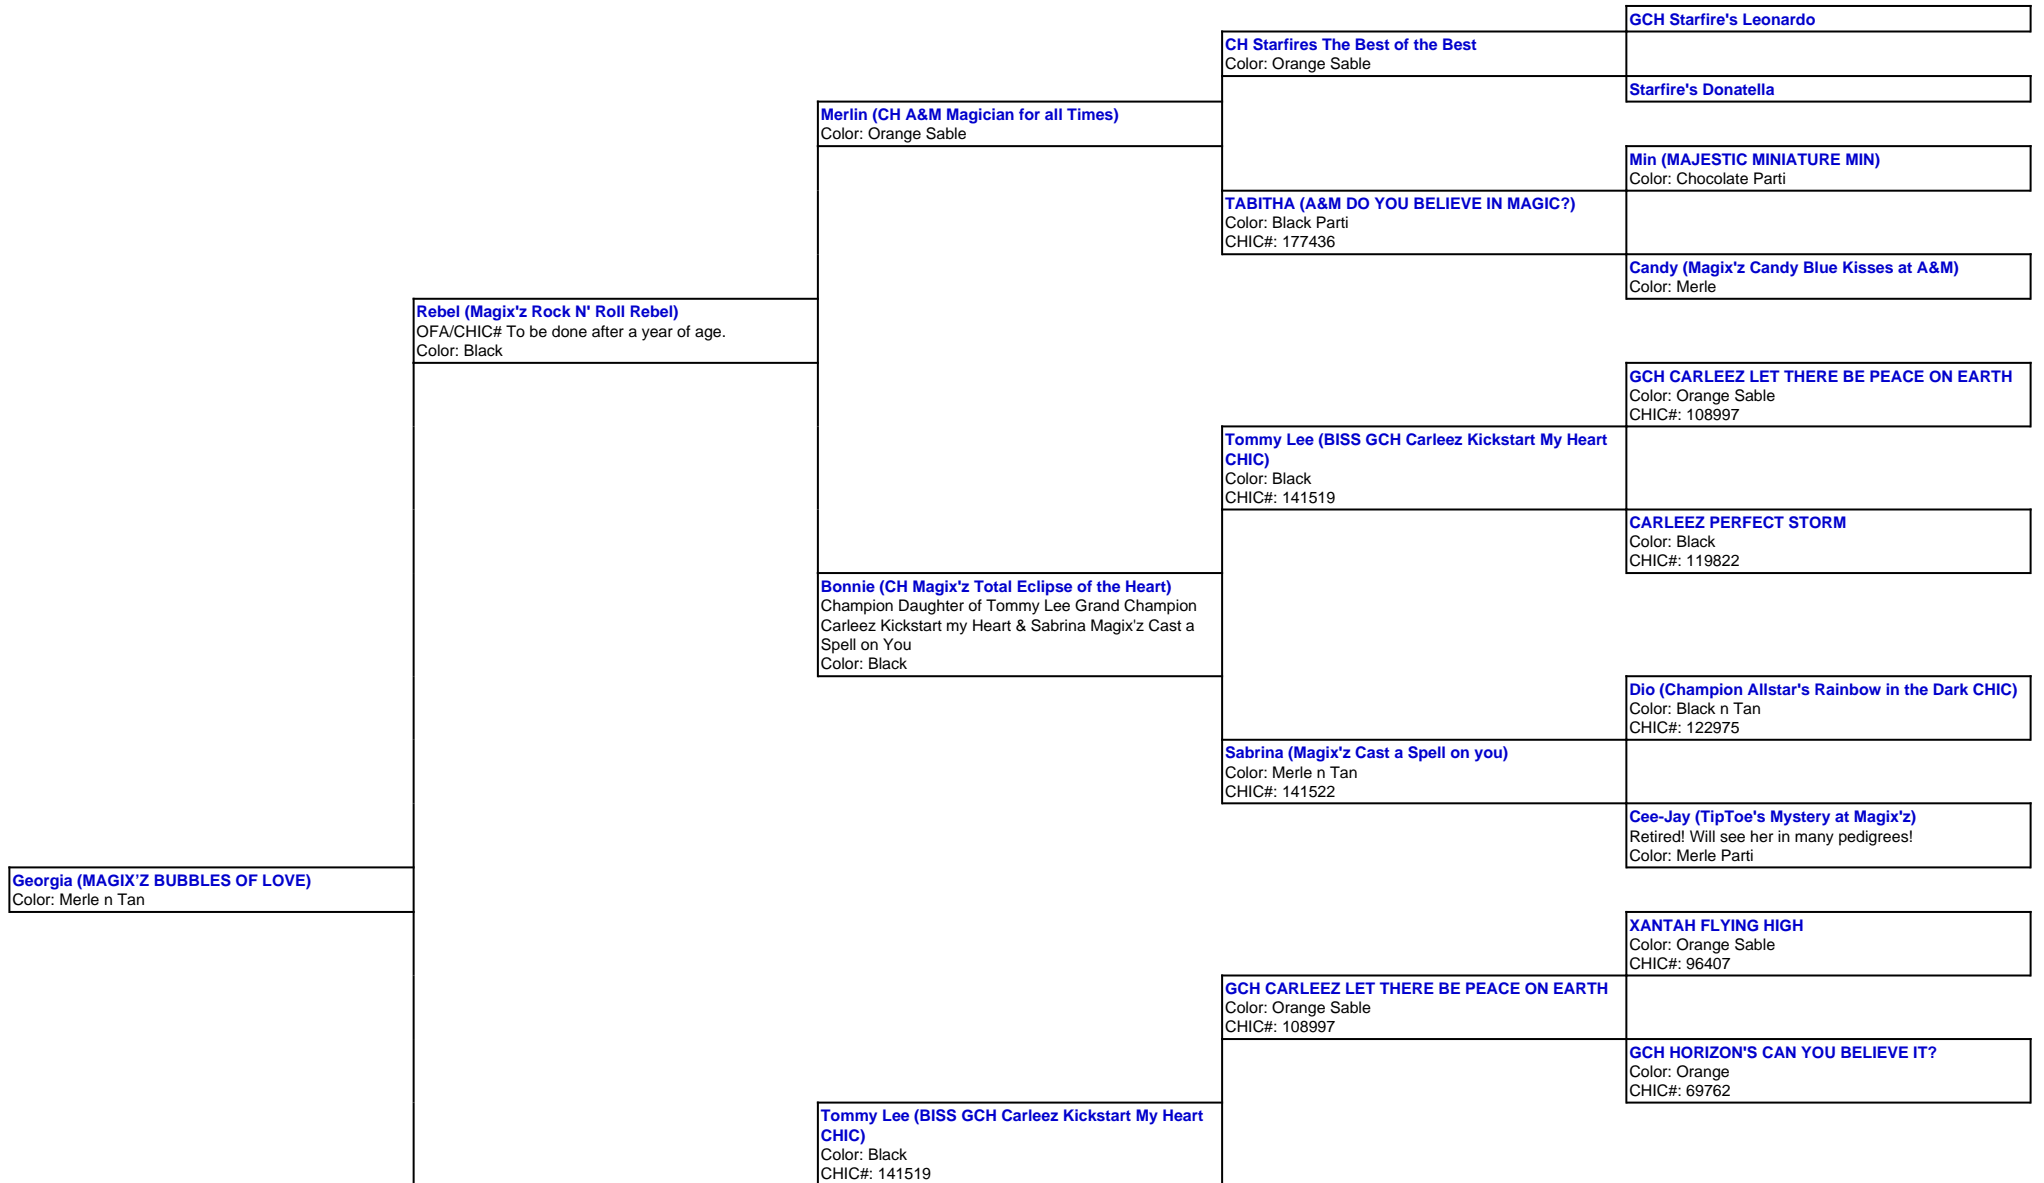 GCH Starfire's Leonardo
CH Starfires The Best of the Best
Color: Orange Sable
Starfire's Donatella
Merlin (CH A&M Magician for all Times)
Color: Orange Sable
Min (MAJESTIC MINIATURE MIN)
Color: Chocolate Parti
TABITHA (A&M DO YOU BELIEVE IN MAGIC?)
Color: Black Parti
CHIC#: 177436
Candy (Magix'z Candy Blue Kisses at A&M)
Color: Merle
Rebel (Magix'z Rock N' Roll Rebel)
OFA/CHIC# To be done after a year of age.
Color: Black
GCH CARLEEZ LET THERE BE PEACE ON EARTH
Color: Orange Sable
CHIC#: 108997
Tommy Lee (BISS GCH Carleez Kickstart My Heart
CHIC)
Color: Black
CHIC#: 141519
CARLEEZ PERFECT STORM
Color: Black
CHIC#: 119822
Bonnie (CH Magix'z Total Eclipse of the Heart)
Champion Daughter of Tommy Lee Grand Champion
Carleez Kickstart my Heart & Sabrina Magix'z Cast a
Spell on You
Color: Black
Dio (Champion Allstar's Rainbow in the Dark CHIC)
Color: Black n Tan
CHIC#: 122975
Sabrina (Magix'z Cast a Spell on you)
Color: Merle n Tan
CHIC#: 141522
Cee-Jay (TipToe's Mystery at Magix'z)
Retired! Will see her in many pedigrees!
Color: Merle Parti
Georgia (MAGIX’Z BUBBLES OF LOVE)
Color: Merle n Tan
XANTAH FLYING HIGH
Color: Orange Sable
CHIC#: 96407
GCH CARLEEZ LET THERE BE PEACE ON EARTH
Color: Orange Sable
CHIC#: 108997
GCH HORIZON'S CAN YOU BELIEVE IT?
Color: Orange
CHIC#: 69762
Tommy Lee (BISS GCH Carleez Kickstart My Heart
CHIC)
Color: Black
CHIC#: 141519